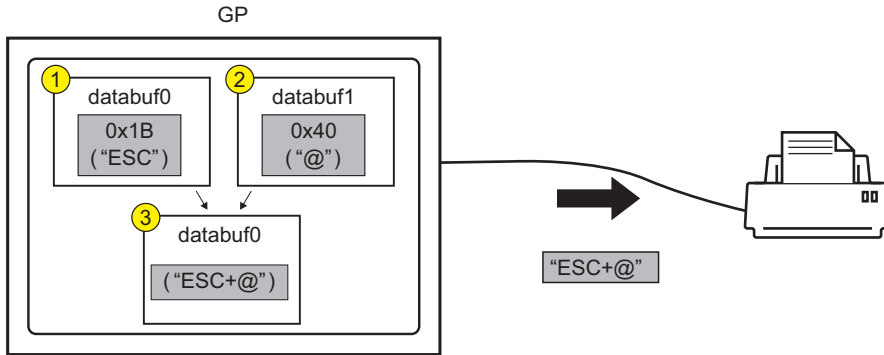 GP
1
databuf0
0x1B
(“ESC”)
2
databuf1
0x40
(“@”)
3
databuf0
(“ESC+@”)
“ESC+@”